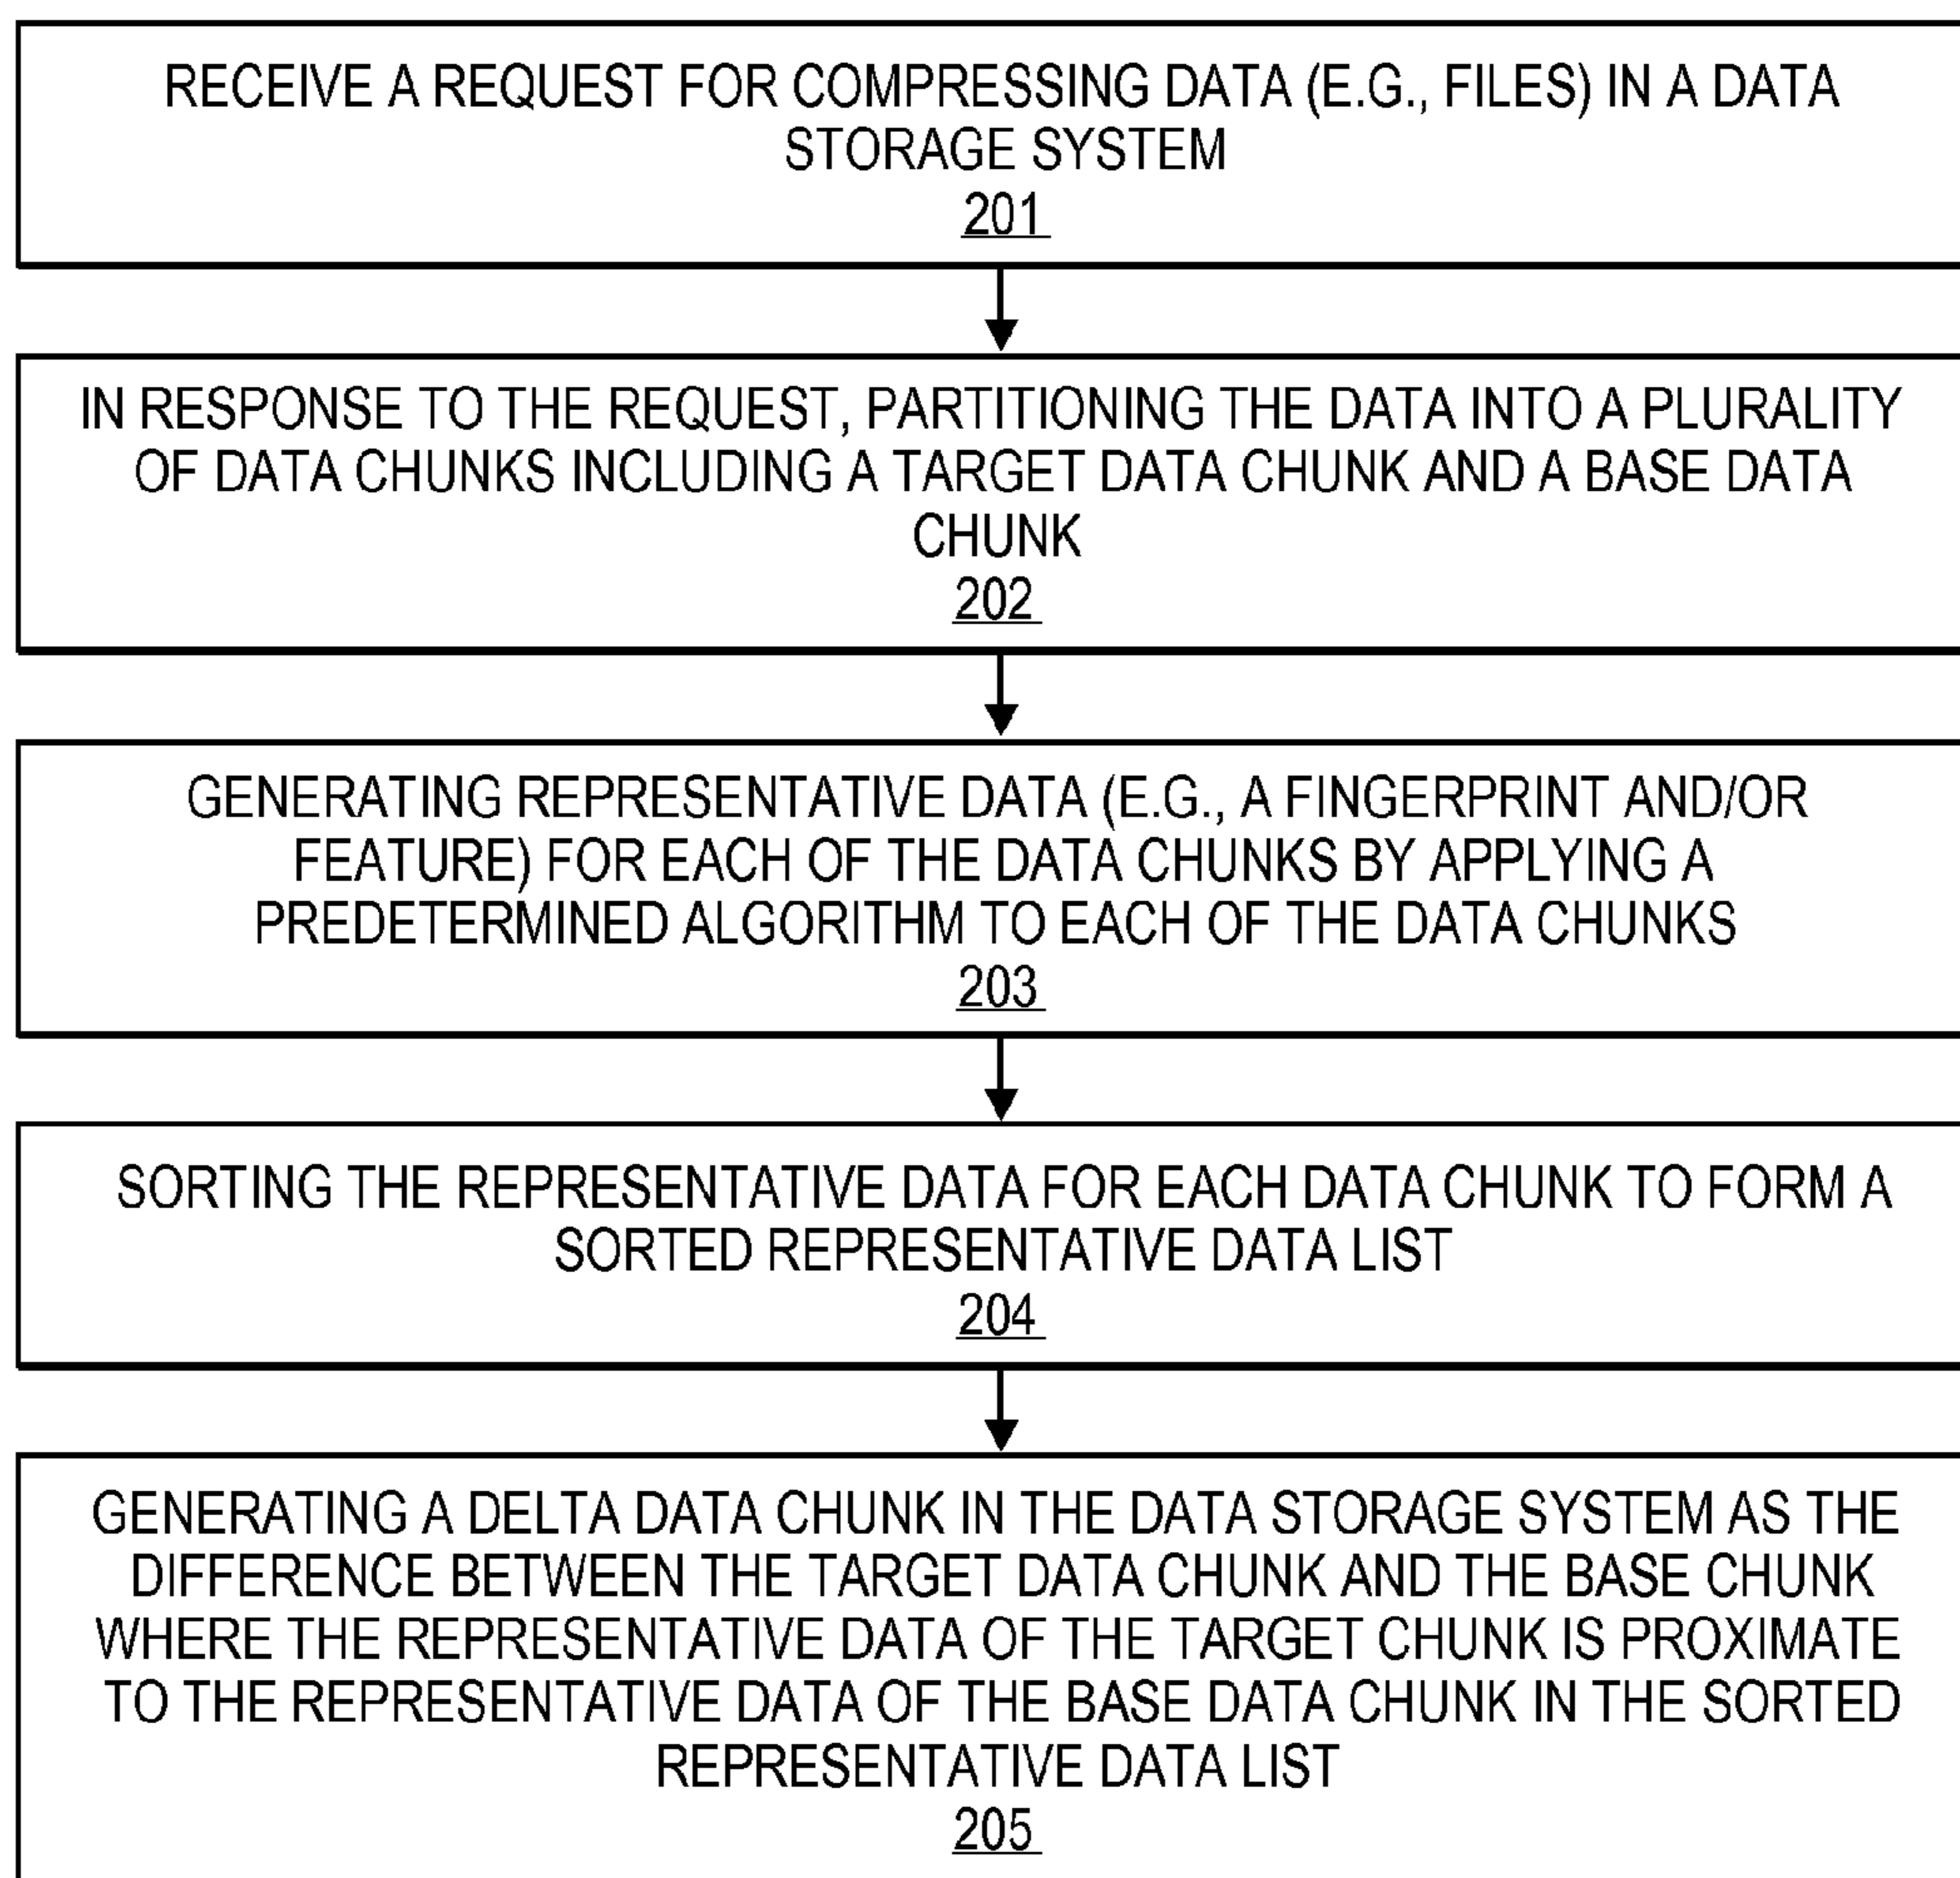 RECEIVE A REQUEST FOR COMPRESSING DATA (E.G., FILES) IN A DATA
STORAGE SYSTEM
201
IN RESPONSE TO THE REQUEST, PARTITIONING THE DATA INTO A PLURALITY
OF DATA CHUNKS INCLUDING A TARGET DATA CHUNK AND A BASE DATA
CHUNK
202
GENERATING REPRESENTATIVE DATA (E.G., A FINGERPRINT AND/OR
FEATURE) FOR EACH OF THE DATA CHUNKS BY APPLYING A
PREDETERMINED ALGORITHM TO EACH OF THE DATA CHUNKS
203
SORTING THE REPRESENTATIVE DATA FOR EACH DATA CHUNK TO FORM A
SORTED REPRESENTATIVE DATA LIST
204
GENERATING A DELTA DATA CHUNK IN THE DATA STORAGE SYSTEM AS THE
DIFFERENCE BETWEEN THE TARGET DATA CHUNK AND THE BASE CHUNK
WHERE THE REPRESENTATIVE DATA OF THE TARGET CHUNK IS PROXIMATE
TO THE REPRESENTATIVE DATA OF THE BASE DATA CHUNK IN THE SORTED
REPRESENTATIVE DATA LIST
205